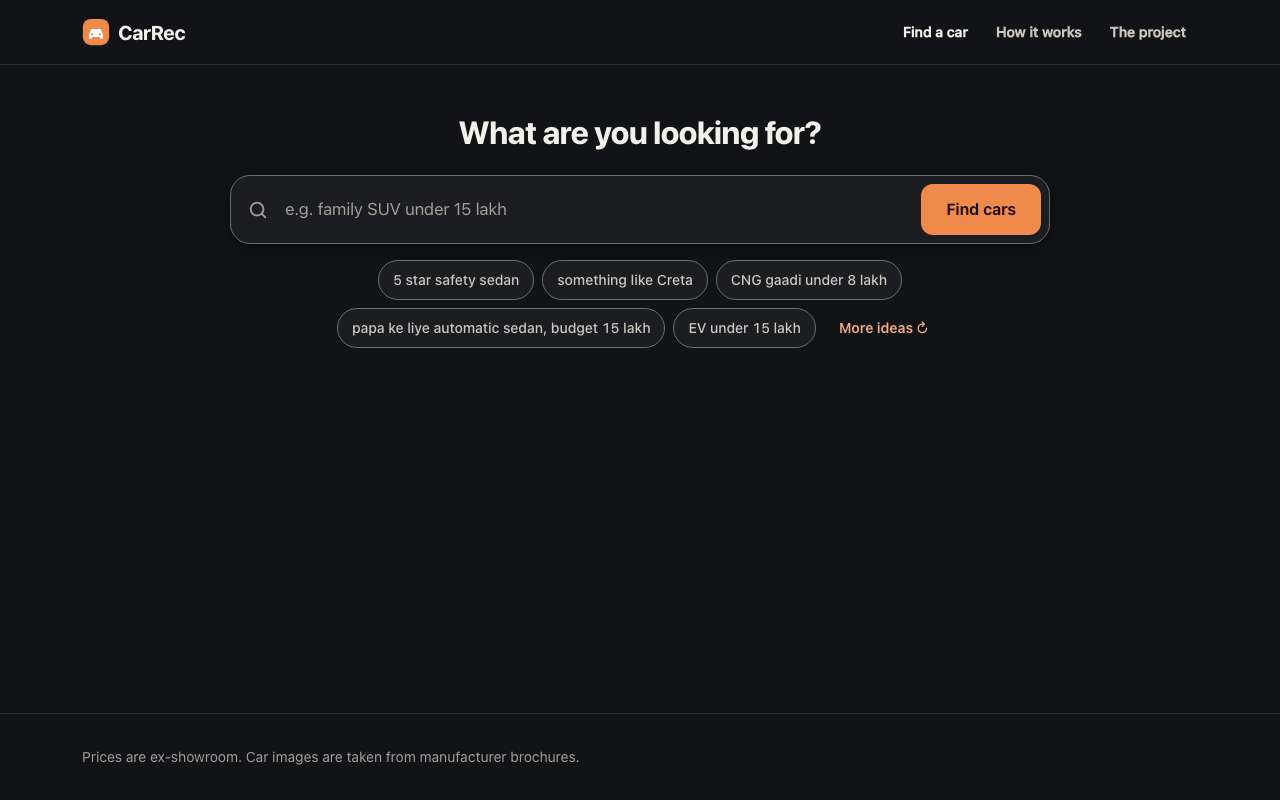 CarRec
Find a car How it works The project
What are you looking for?
e.g. family SUV under 15 lakh
Find cars
5 star safety sedan
something like Creta
CNG gaadi under 8 lakh
papa ke liye automatic sedan, budget 15 lakh
EV under 15 lakh
More ideas ↻
Prices are ex-showroom. Car images are taken from manufacturer brochures.